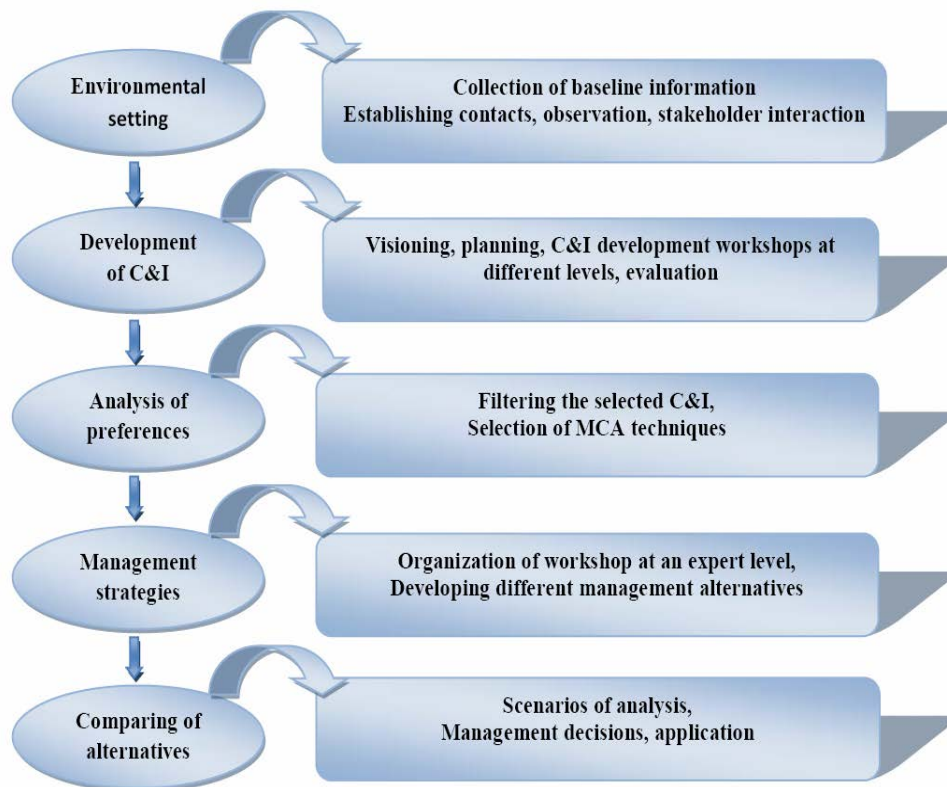 Environmental
setting
Collection of baseline information
Establishing contacts, observation, stakeholder interaction
Development
of C&I
Visioning, planning, C&I development workshops at
different levels, evaluation
Analysis of
preferences
Filtering the selected C&I,
Selection of MCA techniques
Management
strategies
Organization of workshop at an expert level,
Developing different management alternatives
Comparing of
alternatives
Scenarios of analysis,
Management decisions, application